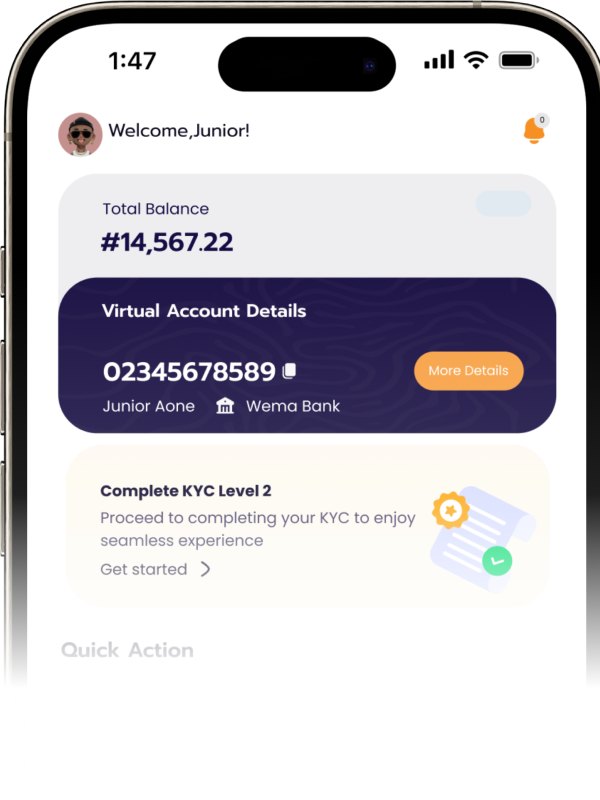 1:47
Welcome,Junior!
0
Total Balance
#14,567.22
Virtual Account Details
02345678589
More Details
Junior Aone Wema Bank
Complete KYC Level 2
Proceed to completing your KYC to enjoy
seamless experience
Get started
Quick Action